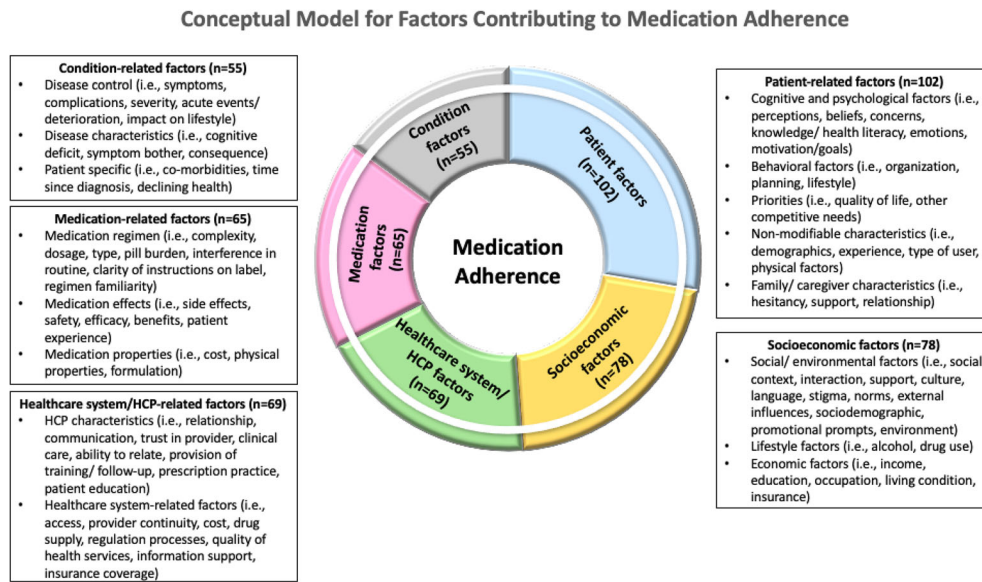 Conceptual Model for Factors Contributing to Medication Adherence
Condition-related factors (n=55)
• Disease control (i.e., symptoms,
complications, severity, acute events/
deterioration, impact on lifestyle)
• Disease characteristics (i.e., cognitive
deficit, symptom bother, consequence)
• Patient specific (i.e., co-morbidities, time
since diagnosis, declining health)
Medication-related factors (n=65)
• Medication regimen (i.e., complexity,
dosage, type, pill burden, interference in
routine, clarity of instructions on label,
regimen familiarity)
• Medication effects (i.e., side effects,
safety, efficacy, benefits, patient
experience)
• Medication properties (i.e., cost, physical
properties, formulation)
Healthcare system/HCP-related factors (n=69)
• HCP characteristics (i.e., relationship,
communication, trust in provider, clinical
care, ability to relate, provision of
training/ follow-up, prescription practice,
patient education)
• Healthcare system-related factors (i.e.,
access, provider continuity, cost, drug
supply, regulation processes, quality of
health services, information support,
insurance coverage)
Condition
factors
(n=55)
Patient factors
(n=102)
Medication
factors
(n=65)
Medication
Adherence
Healthcare system/
HCP factors
(n=69)
Socioeconomic
factors
(n=78)
Patient-related factors (n=102)
• Cognitive and psychological factors (i.e.,
perceptions, beliefs, concerns,
knowledge/ health literacy, emotions,
motivation/goals)
• Behavioral factors (i.e., organization,
planning, lifestyle)
• Priorities (i.e., quality of life, other
competitive needs)
• Non-modifiable characteristics (i.e.,
demographics, experience, type of user,
physical factors)
• Family/ caregiver characteristics (i.e.,
hesitancy, support, relationship)
Socioeconomic factors (n=78)
• Social/ environmental factors (i.e., social
context, interaction, support, culture,
language, stigma, norms, external
influences, sociodemographic,
promotional prompts, environment)
• Lifestyle factors (i.e., alcohol, drug use)
• Economic factors (i.e., income,
education, occupation, living condition,
insurance)